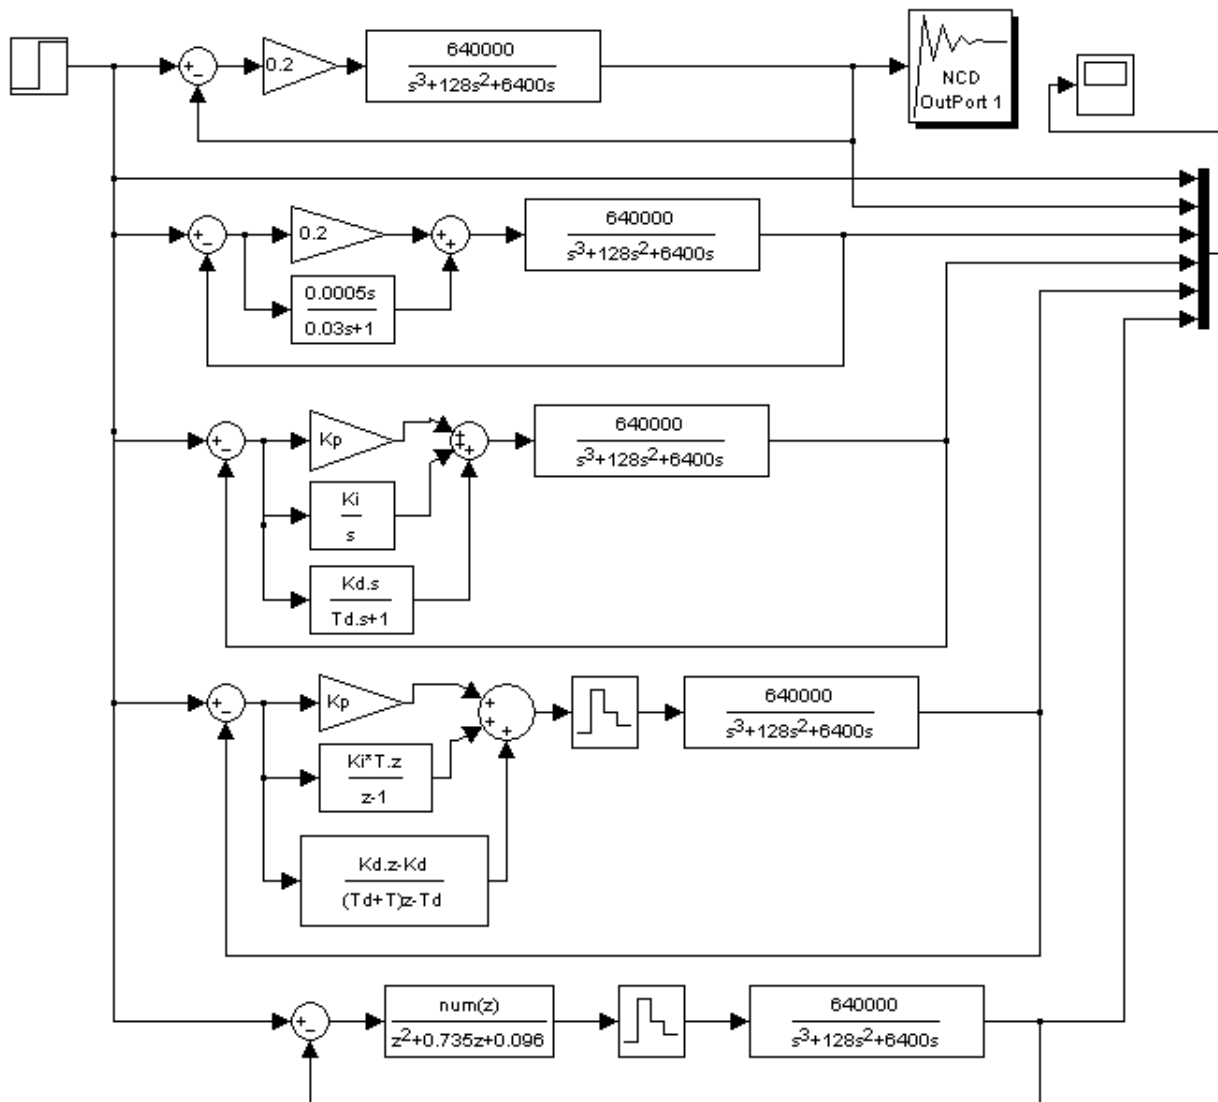 +
−
0.2
640000
s³+128s²+6400s
NCD
OutPort 1
+
−
0.2
+
+
640000
s³+128s²+6400s
0.0005s
0.03s+1
+
−
Kp
+
+
+
640000
s³+128s²+6400s
Ki
s
Kd.s
Td.s+1
+
−
Kp
+
+
+
640000
s³+128s²+6400s
Ki*T.z
z-1
Kd.z-Kd
(Td+T)z-Td
+
−
num(z)
z²+0.735z+0.096
640000
s³+128s²+6400s